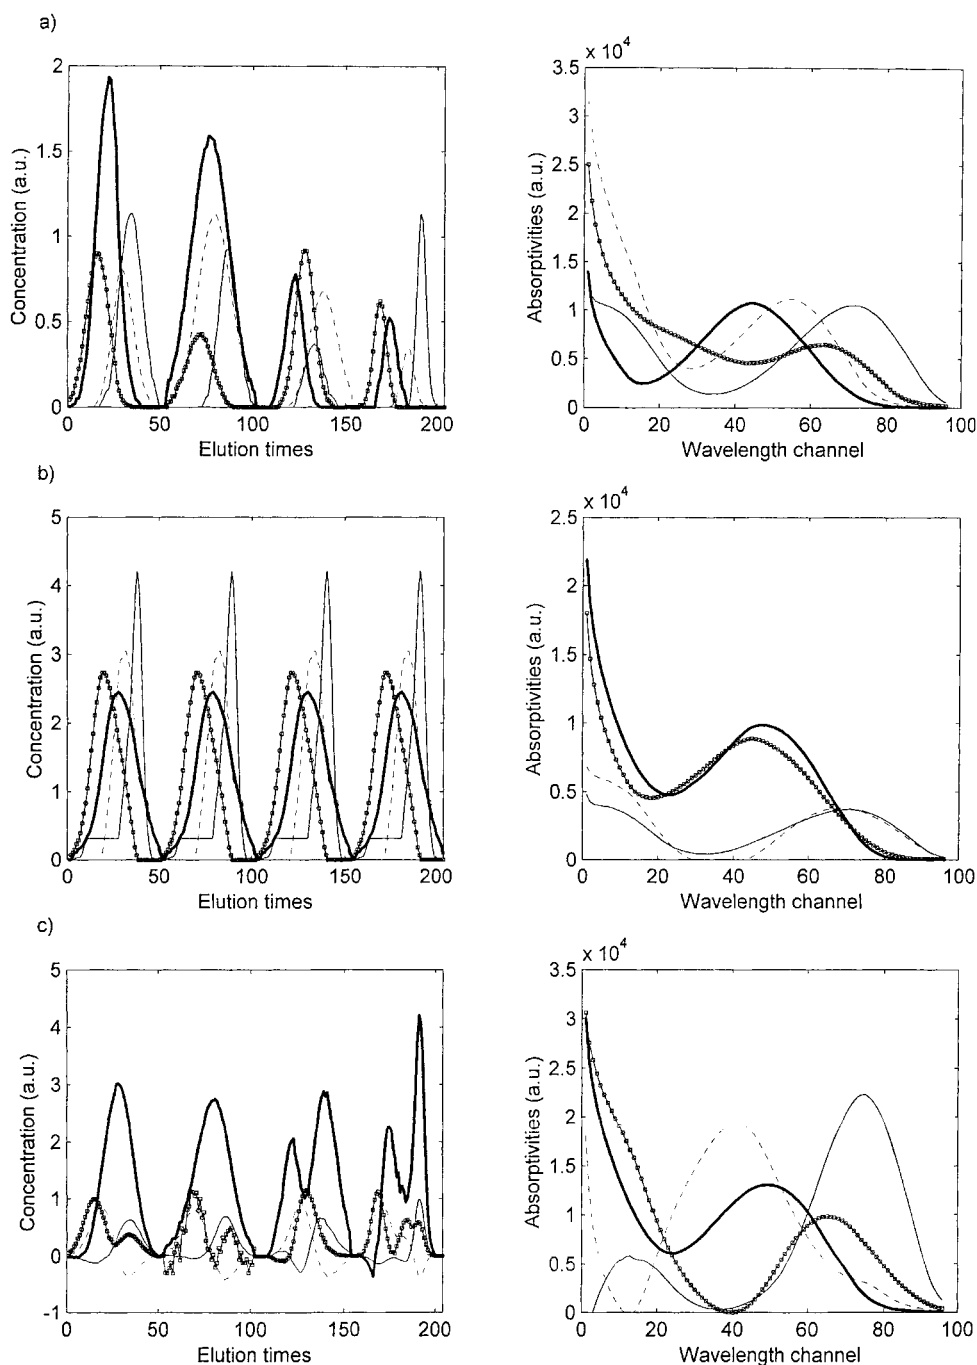 a)
x 10^4
Concentration (a.u.)
2
1.5
1
0.5
0
0 50 100 150 200
Elution times
Absorptivities (a.u.)
3.5
3
2.5
2
1.5
1
0.5
0
0 20 40 60 80 100
Wavelength channel
b)
x 10^4
Concentration (a.u.)
5
4
3
2
1
0
0 50 100 150 200
Elution times
Absorptivities (a.u.)
2.5
2
1.5
1
0.5
0
0 20 40 60 80 100
Wavelength channel
c)
x 10^4
Concentration (a.u.)
5
4
3
2
1
0
-1
0 50 100 150 200
Elution times
Absorptivities (a.u.)
3.5
3
2.5
2
1.5
1
0.5
0
0 20 40 60 80 100
Wavelength channel